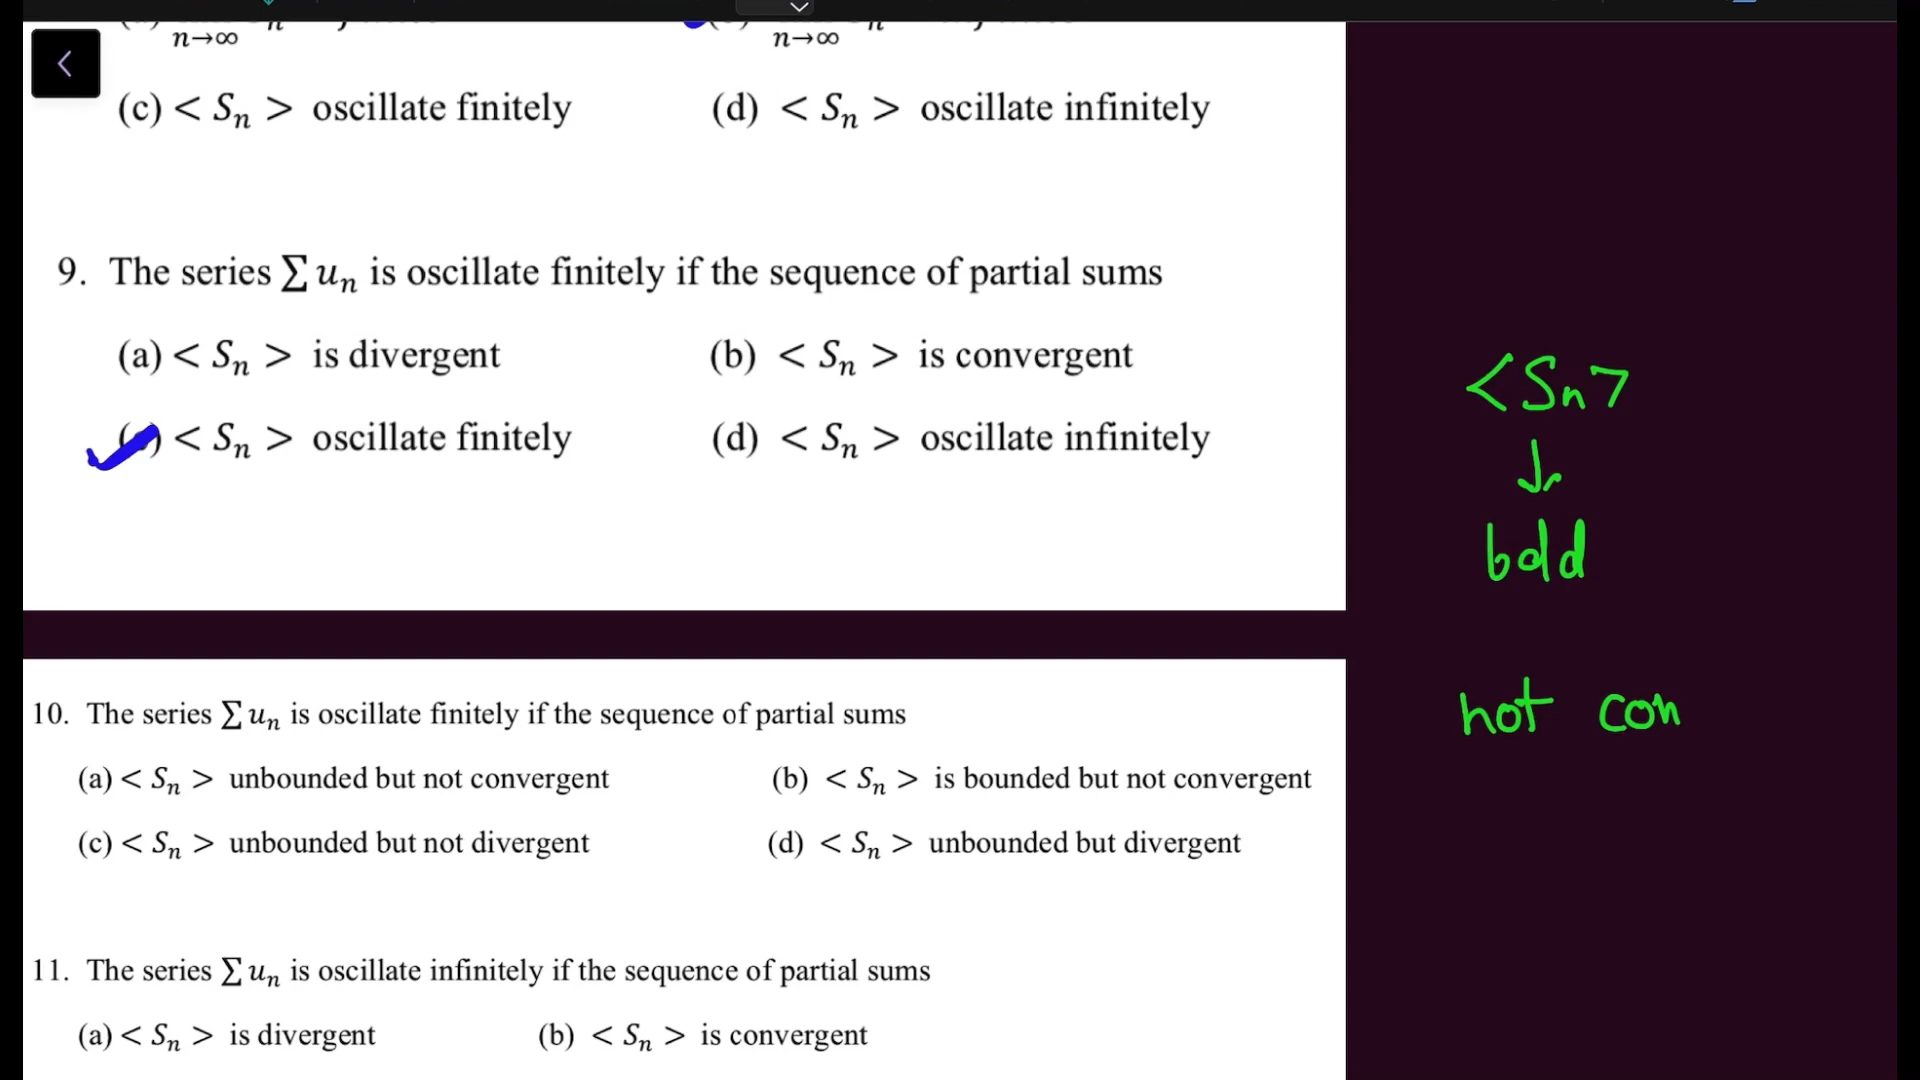 n→∞ n→∞
(c) < Sₙ > oscillate finitely (d) < Sₙ > oscillate infinitely
9. The series ∑ uₙ is oscillate finitely if the sequence of partial sums
(a) < Sₙ > is divergent (b) < Sₙ > is convergent
< Sₙ > oscillate finitely (d) < Sₙ > oscillate infinitely
<Sn>
bdd
not con
10. The series ∑ uₙ is oscillate finitely if the sequence of partial sums
(a) < Sₙ > unbounded but not convergent (b) < Sₙ > is bounded but not convergent
(c) < Sₙ > unbounded but not divergent (d) < Sₙ > unbounded but divergent
11. The series ∑ uₙ is oscillate infinitely if the sequence of partial sums
(a) < Sₙ > is divergent (b) < Sₙ > is convergent